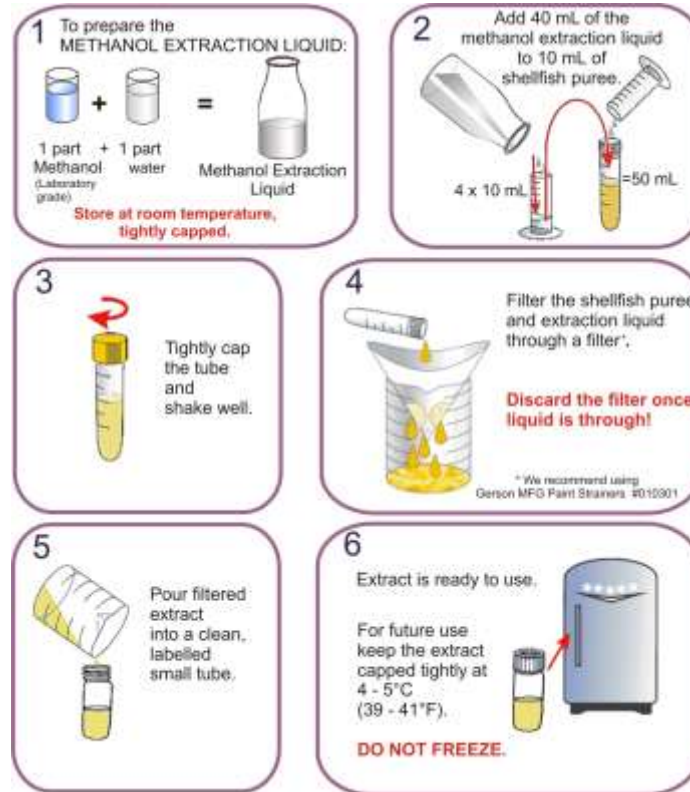 1
To prepare the
METHANOL EXTRACTION LIQUID:
+
=
1 part + 1 part
Methanol water
(Laboratory
grade)
Methanol Extraction
Liquid
Store at room temperature,
tightly capped.
2
Add 40 mL of the
methanol extraction liquid
to 10 mL of
shellfish puree.
4 x 10 mL
=50 mL
3
Tightly cap
the tube
and
shake well.
4
Filter the shellfish puree
and extraction liquid
through a filter*.
Discard the filter once
liquid is through!
* We recommend using
Gerson MFG Paint Strainers #010301
5
Pour filtered
extract
into a clean,
labelled
small tube.
6
Extract is ready to use.
For future use
keep the extract
capped tightly at
4 - 5°C
(39 - 41°F).
DO NOT FREEZE.